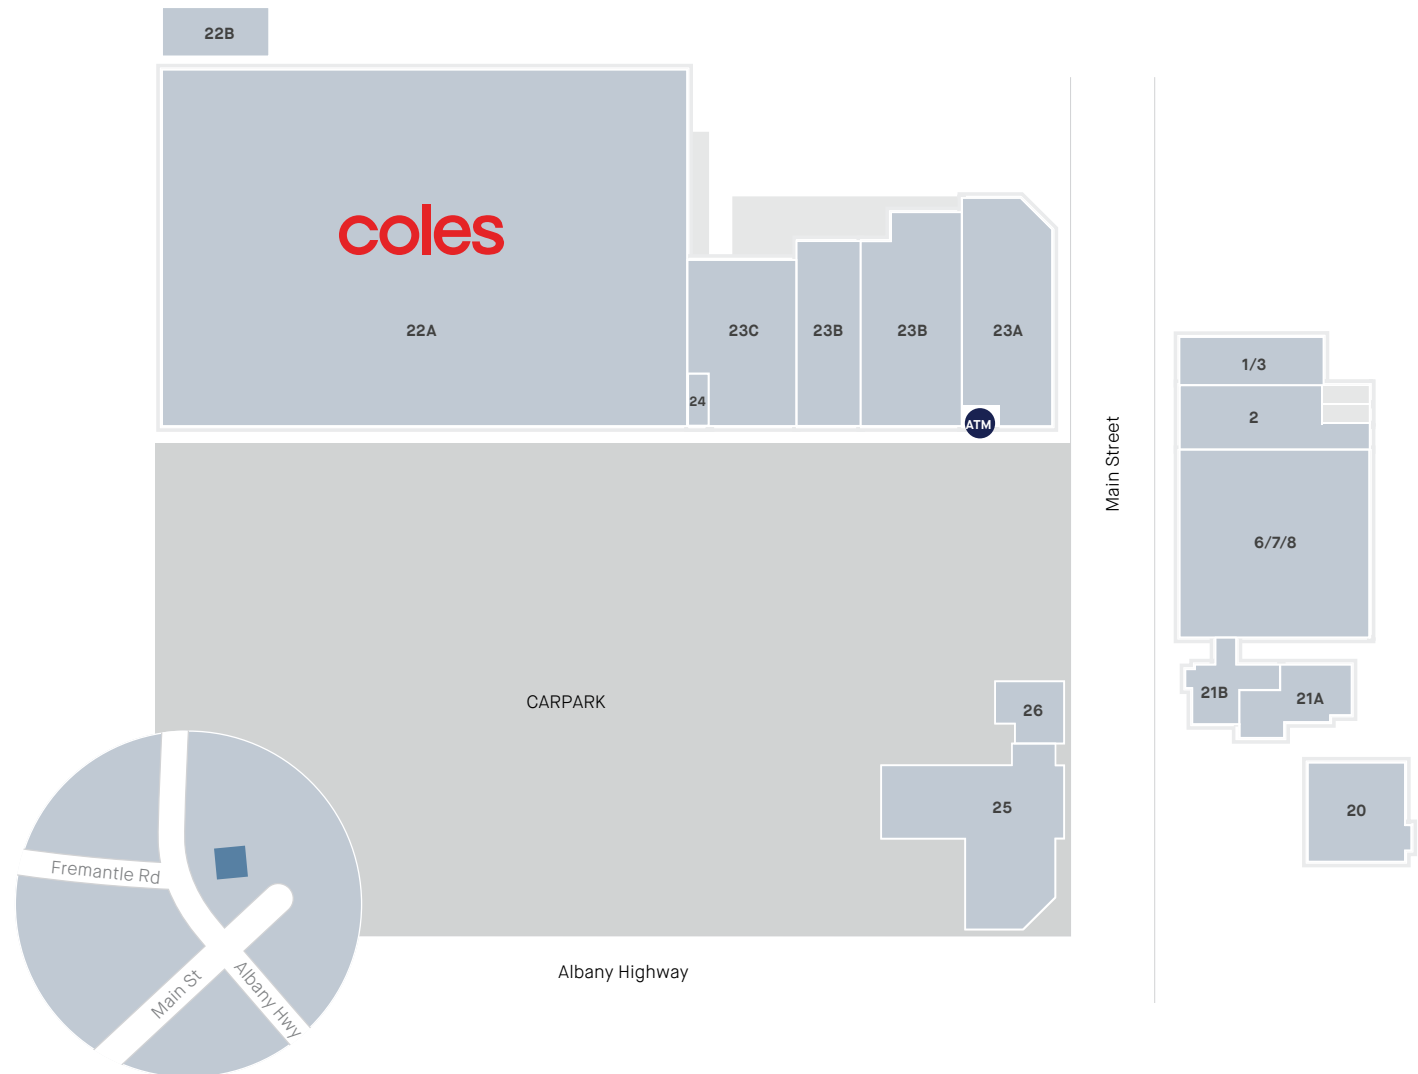 22B
coles
22A
23C
23B
23B
23A
24
ATM
Main Street
1/3
2
6/7/8
21B
21A
20
CARPARK
26
25
Albany Highway
Fremantle Rd
Main St
Albany Hwy